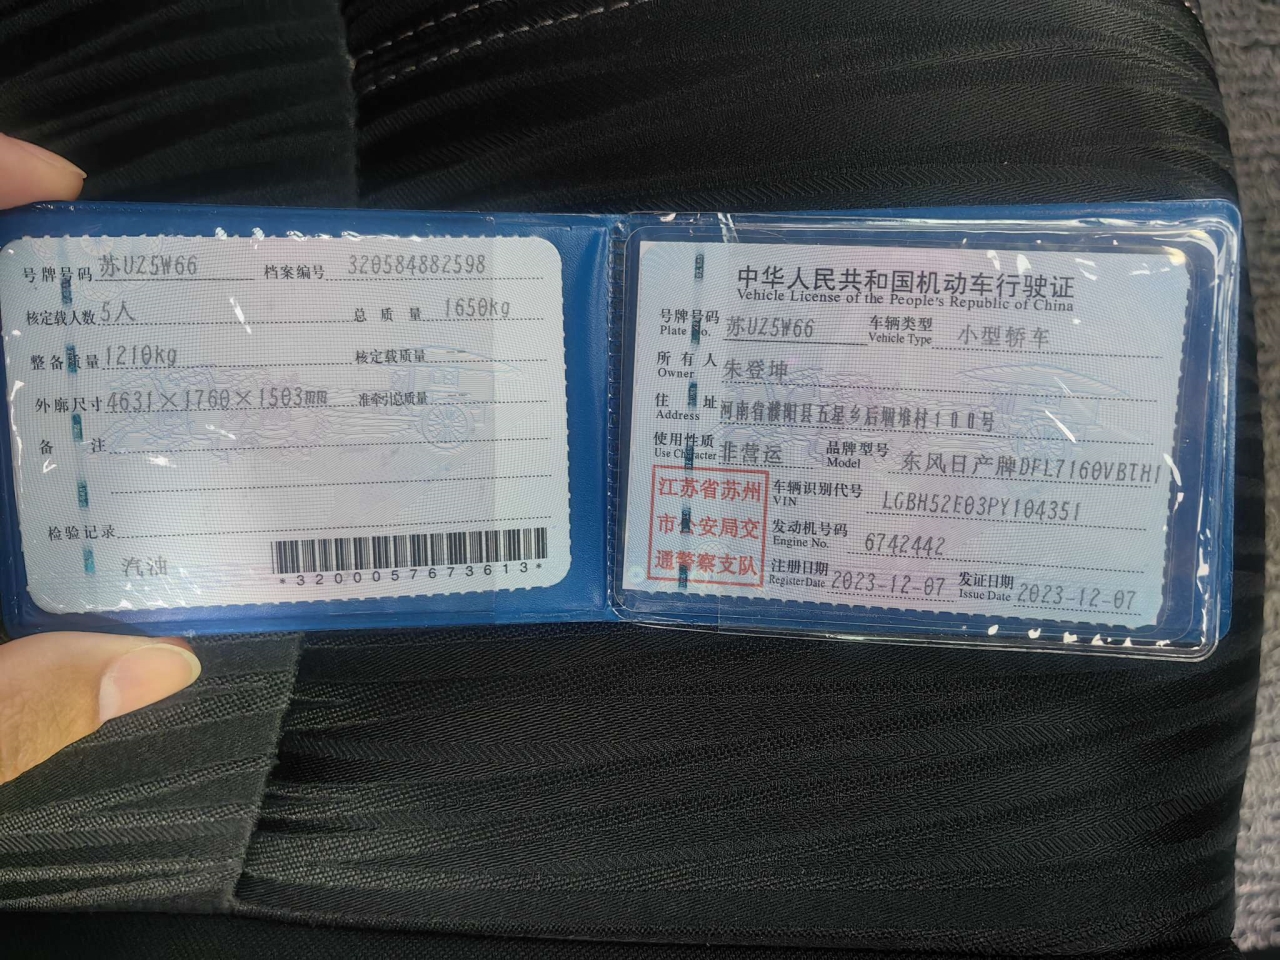 号牌号码 苏UZ5W66 档案编号 320584882598
核定载人数 5人 总质量 1650kg
整备质量 1210kg 核定载质量
外廓尺寸 4631×1760×1503mm 准牵引总质量
备注
检验记录
汽油
*3200057673613*
中华人民共和国机动车行驶证
Vehicle License of the People's Republic of China
号牌号码 苏UZ5W66 车辆类型 小型轿车
Plate No. Vehicle Type
所有人 朱登坤
Owner
住址 河南省濮阳县五星乡后堌堆村100号
Address
使用性质 非营运 品牌型号 东风日产牌DFL7160VBLH1
Use Character Model
江苏省苏州
市公安局交
通警察支队
车辆识别代号 LGBH52E03PY104351
VIN
发动机号码 6742442
Engine No.
注册日期 2023-12-07 发证日期 2023-12-07
Register Date Issue Date